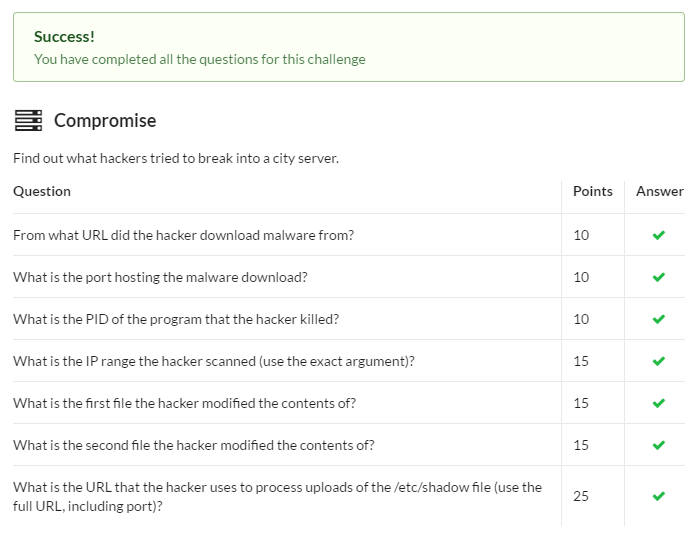 Success!
You have completed all the questions for this challenge
Compromise
Find out what hackers tried to break into a city server.
Question Points Answer
From what URL did the hacker download malware from? 10
What is the port hosting the malware download? 10
What is the PID of the program that the hacker killed? 10
What is the IP range the hacker scanned (use the exact argument)? 15
What is the first file the hacker modified the contents of? 15
What is the second file the hacker modified the contents of? 15
What is the URL that the hacker uses to process uploads of the /etc/shadow file (use the
full URL, including port)? 25